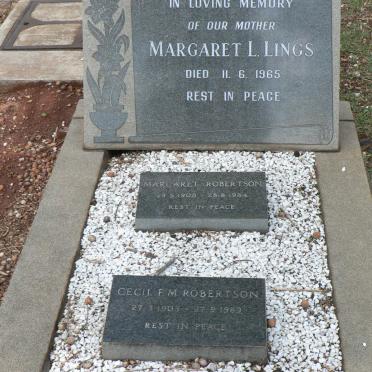 IN LOVING MEMORY
OF OUR MOTHER
MARGARET L. LINGS
DIED 11. 6. 1965
REST IN PEACE
MARGARET ROBERTSON
REST IN PEACE
CECIL F. M. ROBERTSON
REST IN PEACE